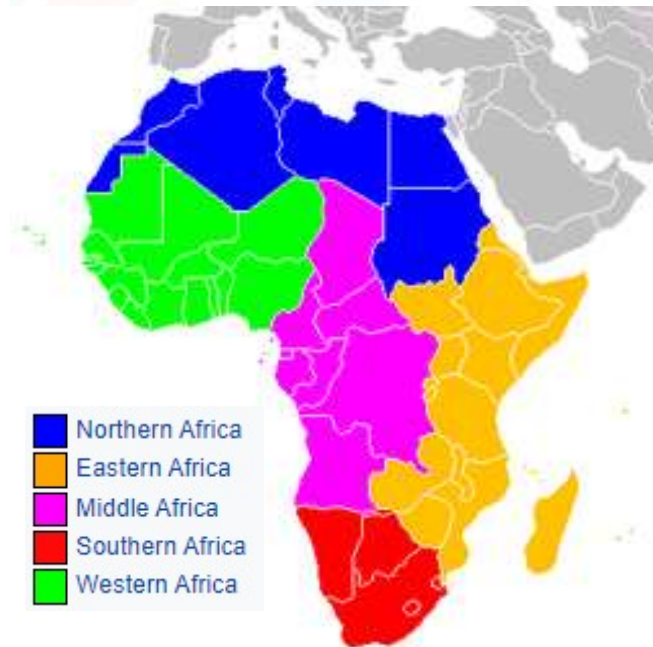 Northern Africa
Eastern Africa
Middle Africa
Southern Africa
Western Africa